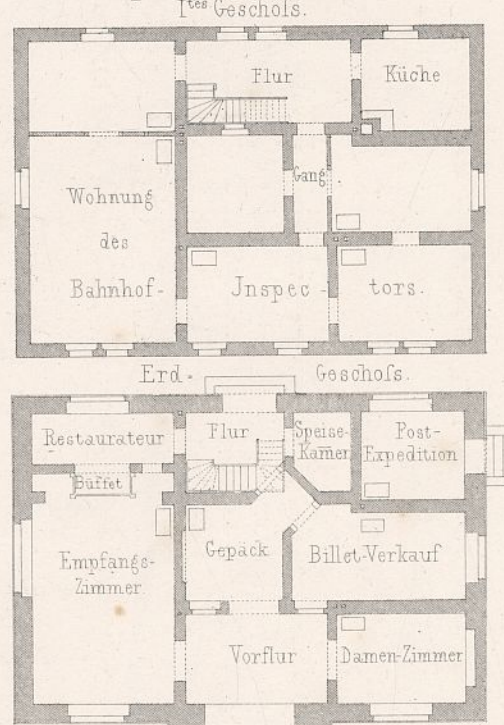 I^tes Geschoſs.
Flur
Küche
Gang
Wohnung
des
Bahnhof-
Jnspec-
tors.
Erd-
Geschoſs.
Restaurateur
Flur
Speise-
Kamer
Post-
Expedition
Büffet
Empfangs-
Zimmer
Gepäck
Billet-Verkauf
Vorflur
Damen-Zimmer